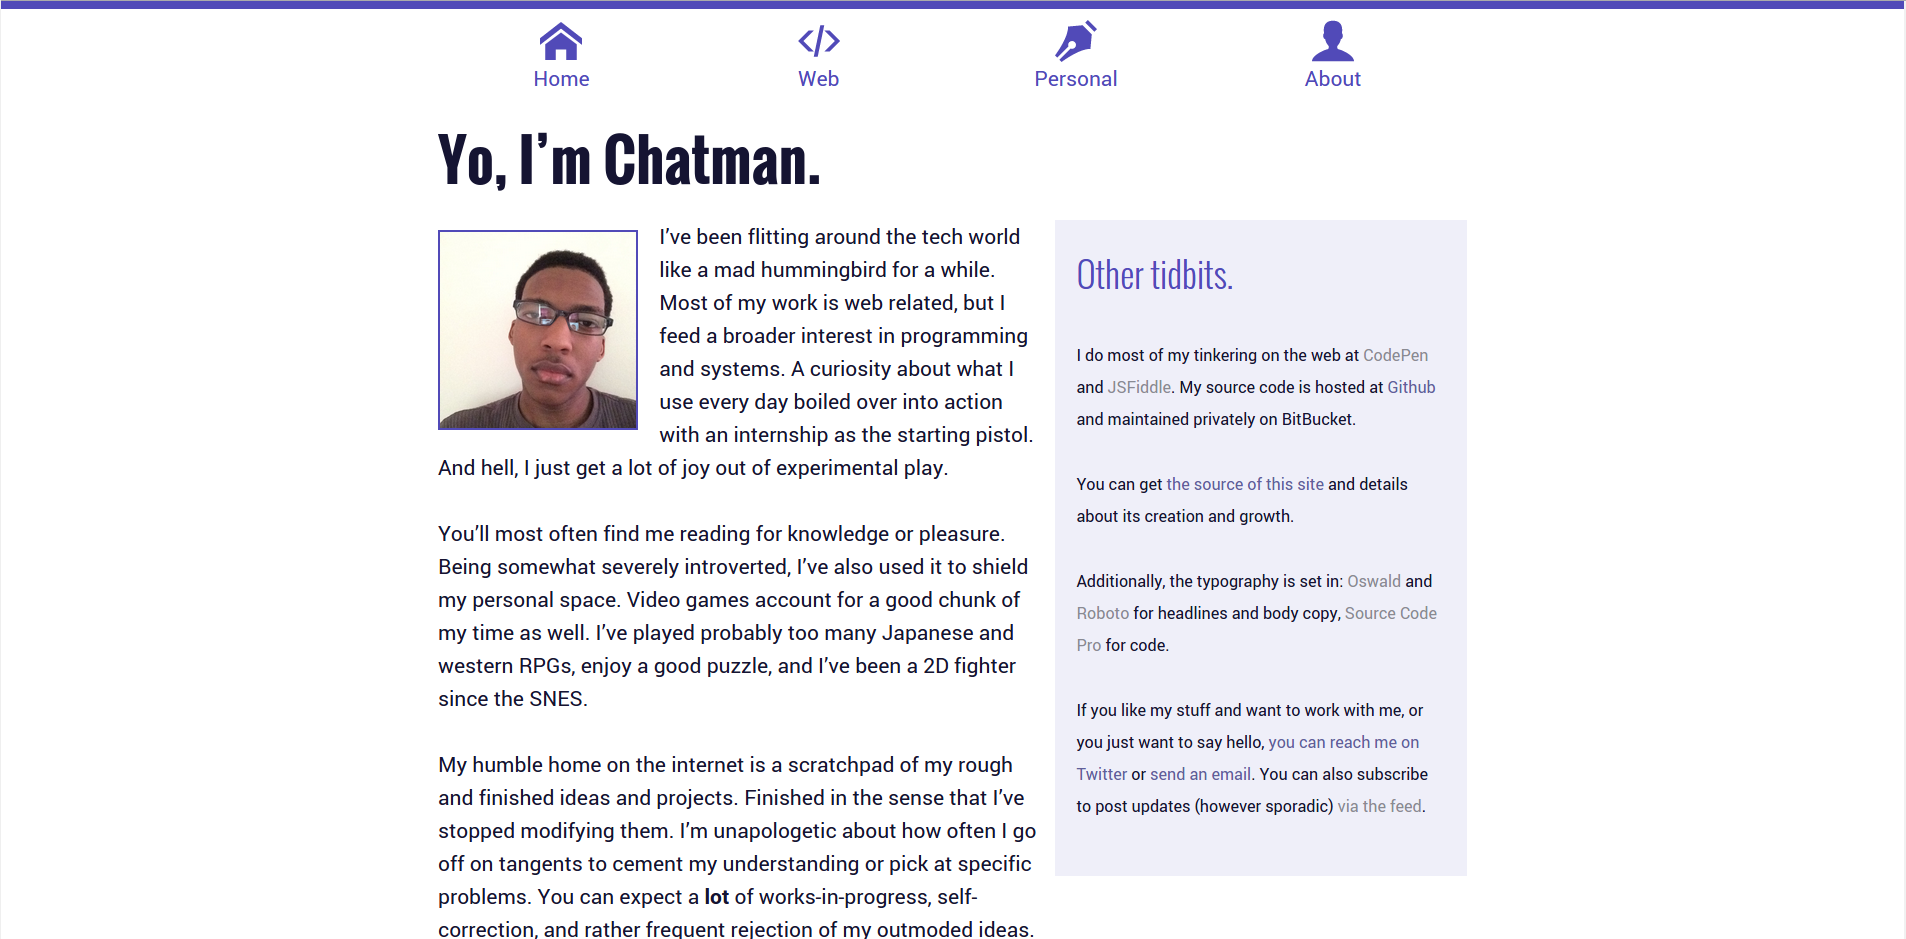 Home
Web
Personal
About
Yo, I’m Chatman.
I’ve been flitting around the tech world
like a mad hummingbird for a while.
Most of my work is web related, but I
feed a broader interest in programming
and systems. A curiosity about what I
use every day boiled over into action
with an internship as the starting pistol.
And hell, I just get a lot of joy out of experimental play.
You’ll most often find me reading for knowledge or pleasure.
Being somewhat severely introverted, I’ve also used it to shield
my personal space. Video games account for a good chunk of
my time as well. I’ve played probably too many Japanese and
western RPGs, enjoy a good puzzle, and I’ve been a 2D fighter
since the SNES.
My humble home on the internet is a scratchpad of my rough
and finished ideas and projects. Finished in the sense that I’ve
stopped modifying them. I’m unapologetic about how often I go
off on tangents to cement my understanding or pick at specific
problems. You can expect a lot of works-in-progress, self-
correction, and rather frequent rejection of my outmoded ideas.
Other tidbits.
I do most of my tinkering on the web at CodePen
and JSFiddle. My source code is hosted at Github
and maintained privately on BitBucket.
You can get the source of this site and details
about its creation and growth.
Additionally, the typography is set in: Oswald and
Roboto for headlines and body copy, Source Code
Pro for code.
If you like my stuff and want to work with me, or
you just want to say hello, you can reach me on
Twitter or send an email. You can also subscribe
to post updates (however sporadic) via the feed.